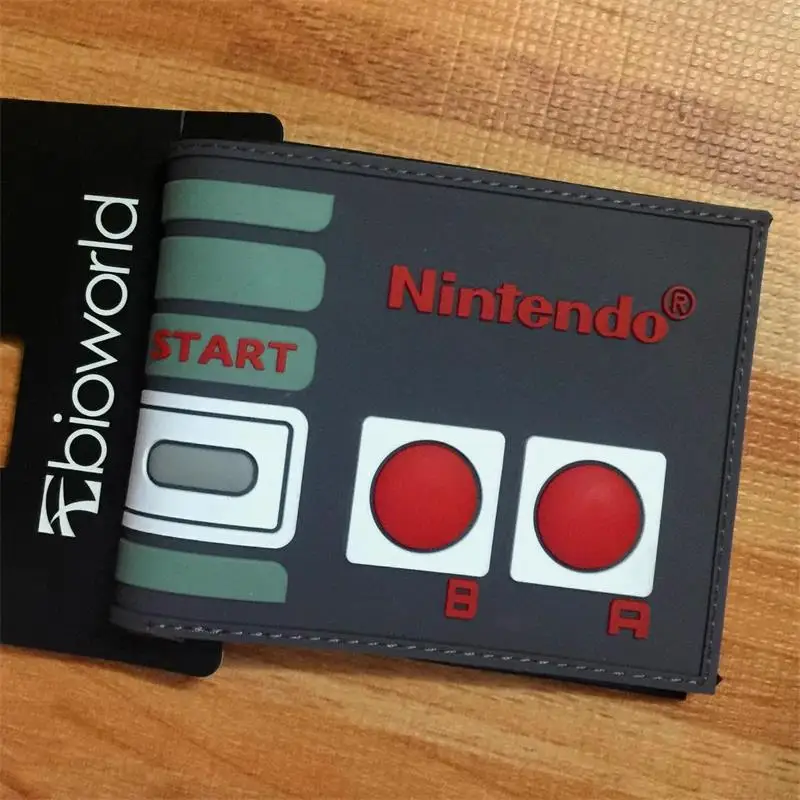 bioworld
START
Nintendo®
B
A